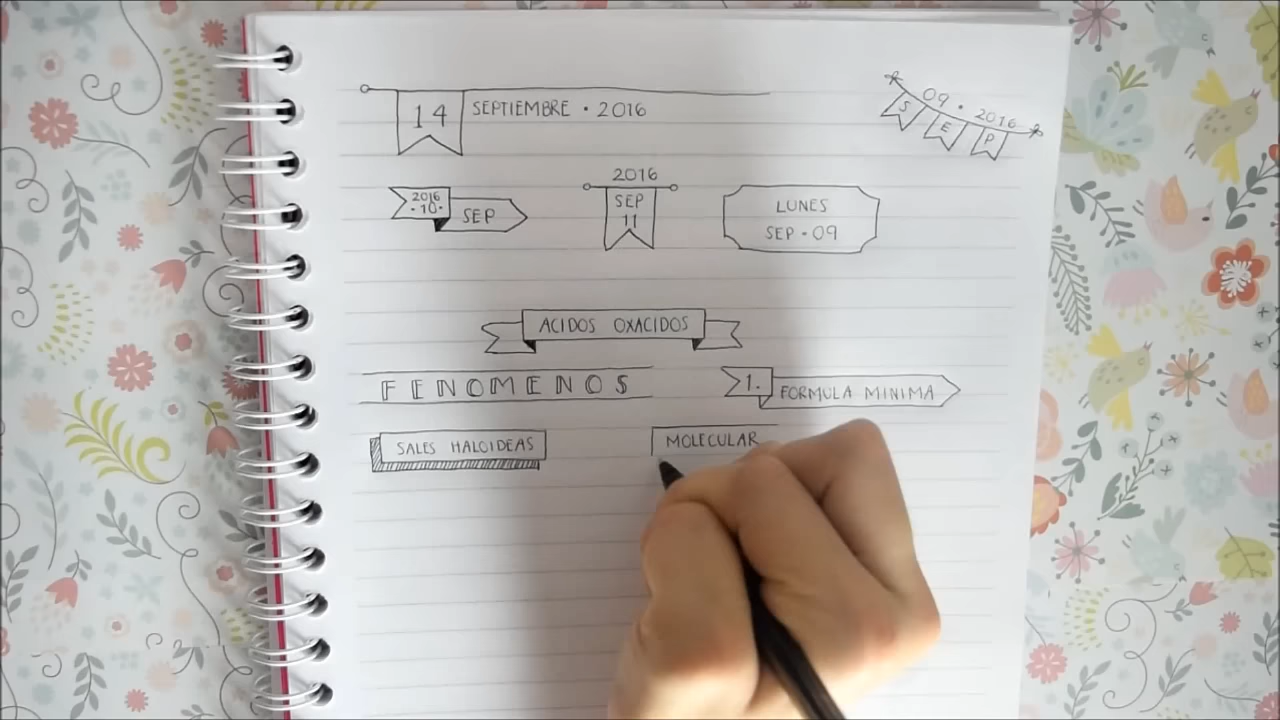 14 SEPTIEMBRE · 2016
09 · 2016
SEP
2016
· 10 ·
SEP
2016
SEP
11
LUNES
SEP · 09
ACIDOS OXACIDOS
FENOMENOS
1. FORMULA MINIMA
SALES HALOIDEAS
MOLECULAR